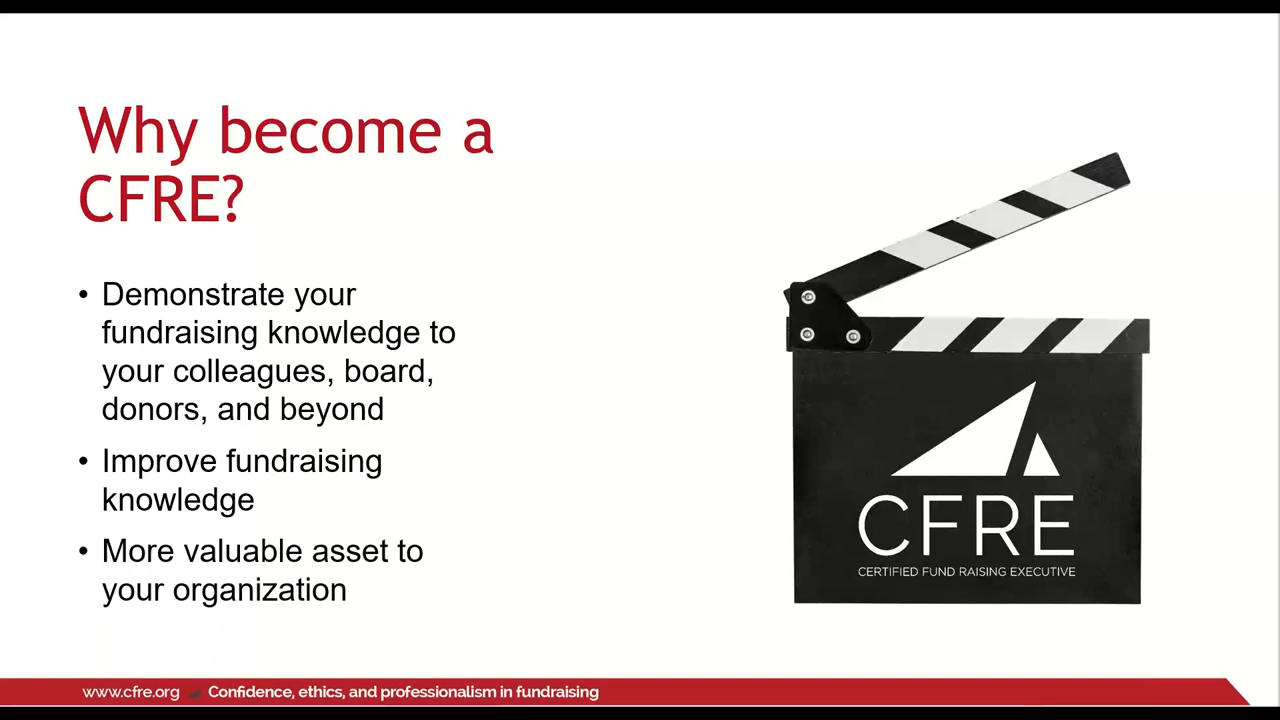 Why become a
CFRE?
• Demonstrate your
fundraising knowledge to
your colleagues, board,
donors, and beyond
• Improve fundraising
knowledge
• More valuable asset to
your organization
CFRE
CERTIFIED FUND RAISING EXECUTIVE
www.cfre.org Confidence, ethics, and professionalism in fundraising